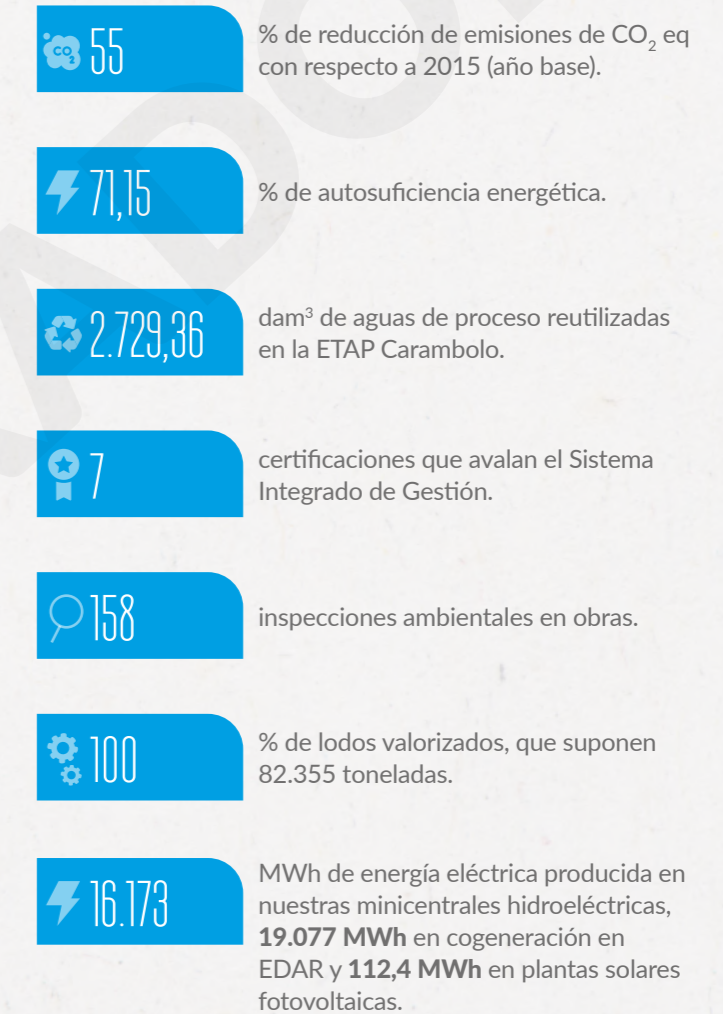 CO2
55
% de reducción de emisiones de CO₂ eq
con respecto a 2015 (año base).
71,15
% de autosuficiencia energética.
2.729,36
dam³ de aguas de proceso reutilizadas
en la ETAP Carambolo.
7
certificaciones que avalan el Sistema
Integrado de Gestión.
158
inspecciones ambientales en obras.
100
% de lodos valorizados, que suponen
82.355 toneladas.
16.173
MWh de energía eléctrica producida en
nuestras minicentrales hidroeléctricas,
19.077 MWh en cogeneración en
EDAR y 112,4 MWh en plantas solares
fotovoltaicas.